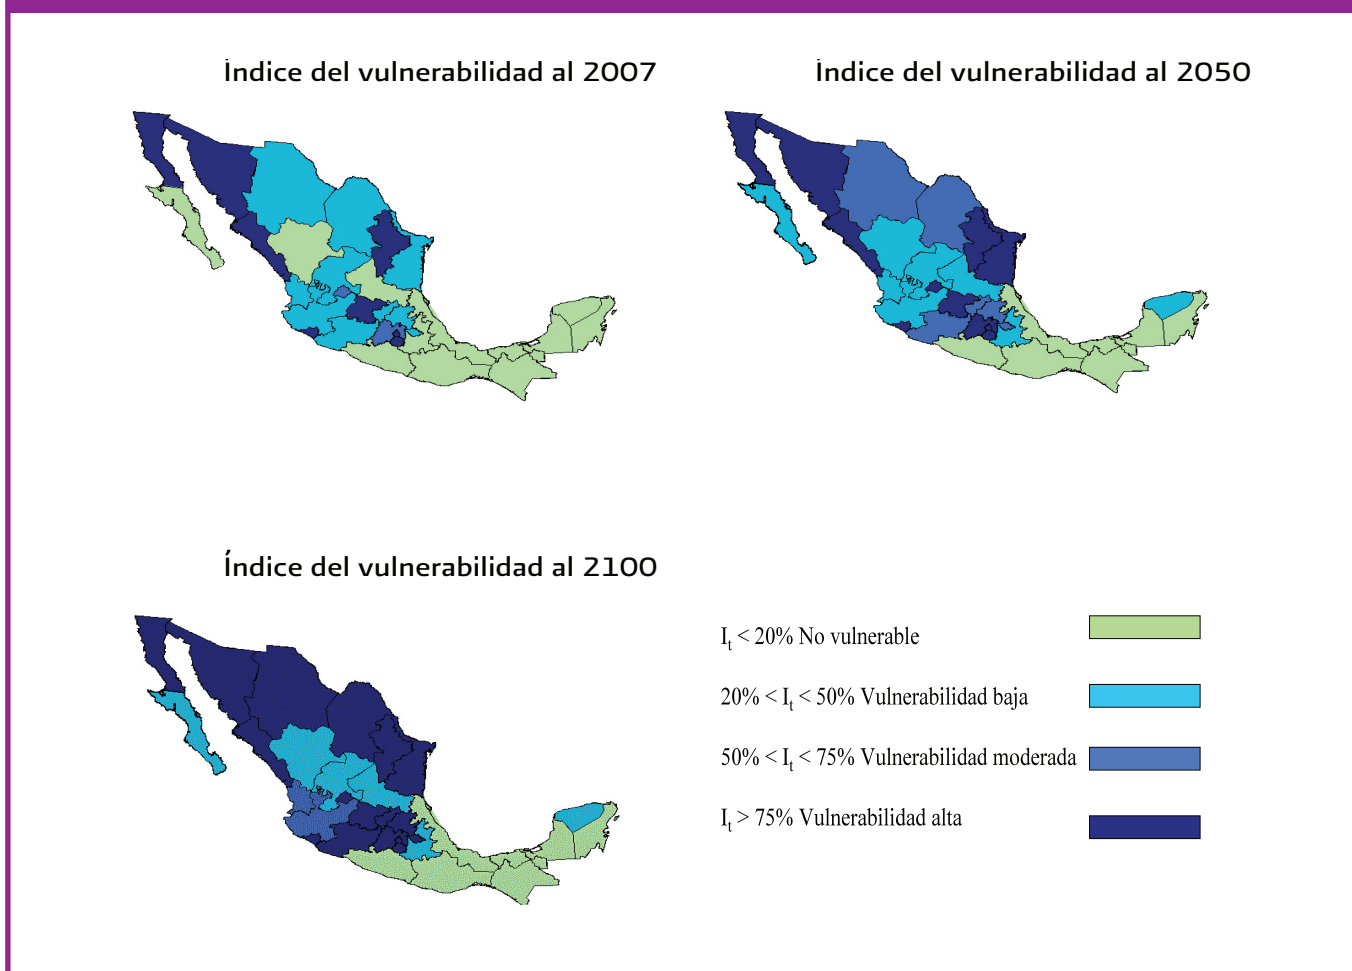 Índice del vulnerabilidad al 2007
Índice del vulnerabilidad al 2050
Índice del vulnerabilidad al 2100
It < 20% No vulnerable
20% < It < 50% Vulnerabilidad baja
50% < It < 75% Vulnerabilidad moderada
It > 75% Vulnerabilidad alta